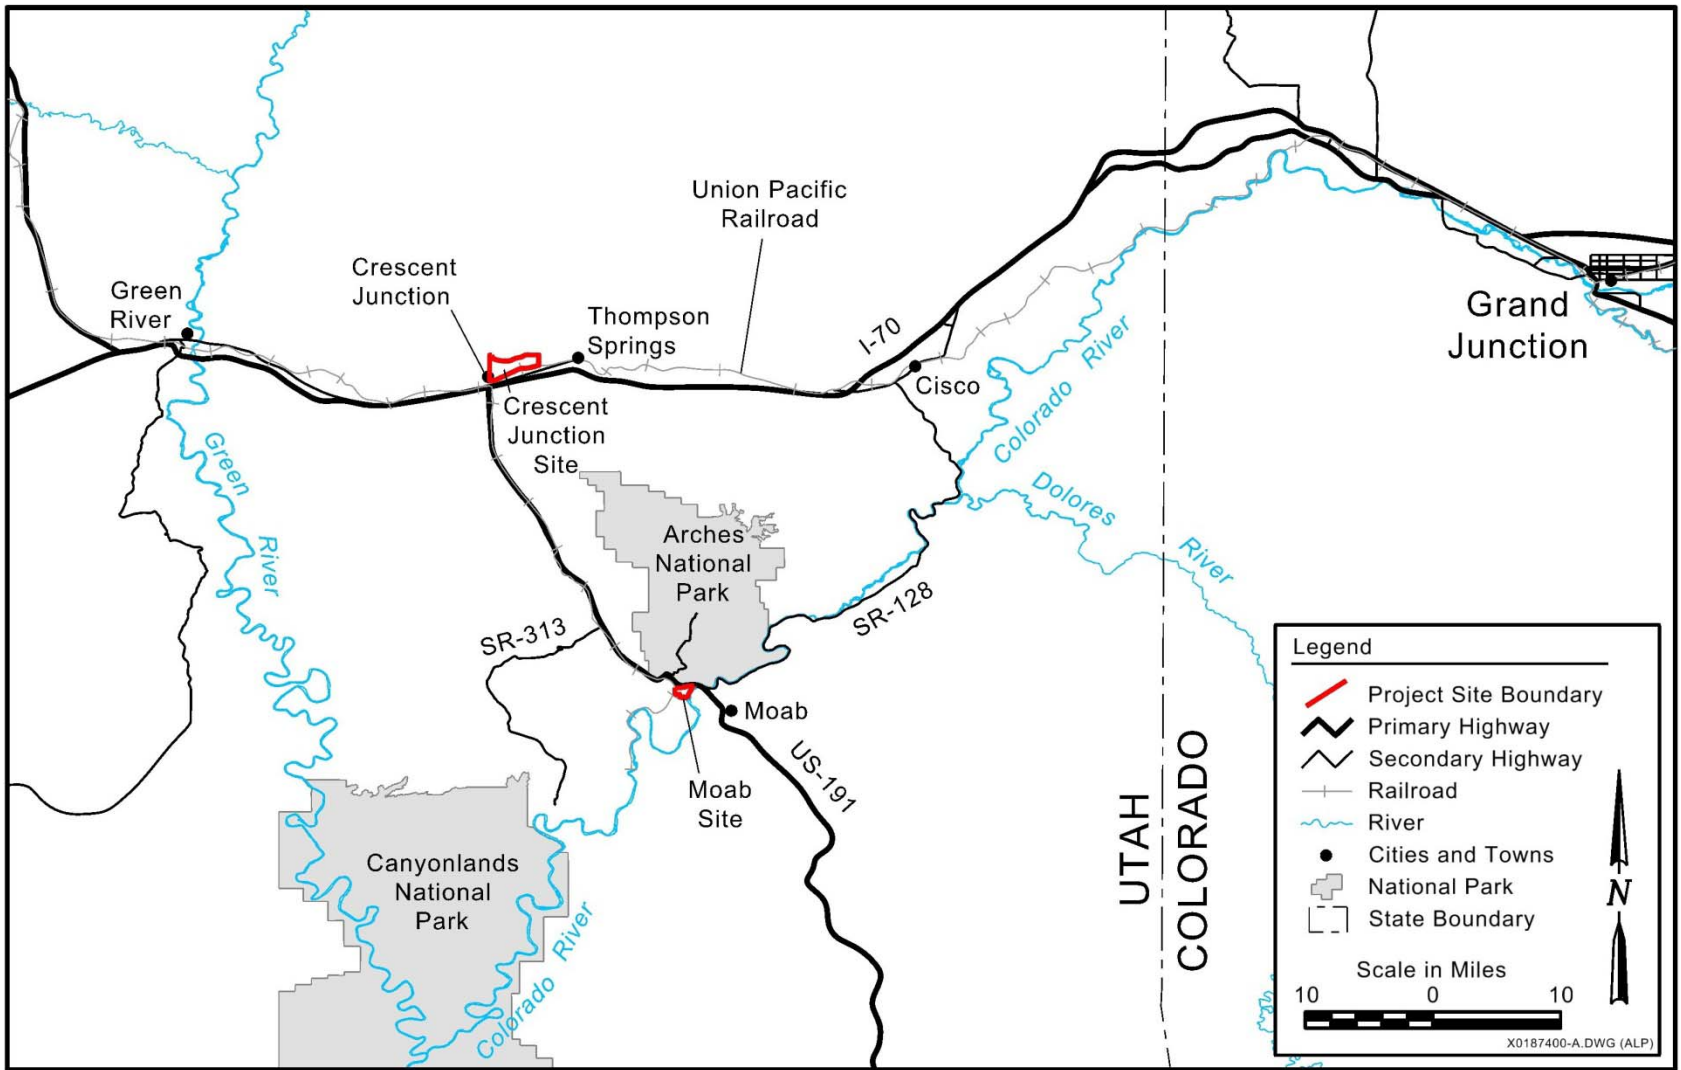 Union Pacific
Railroad
Crescent
Junction
Green
River
Thompson
Springs
I-70
Cisco
Grand
Junction
Crescent
Junction
Site
Colorado River
Green
River
Dolores
River
Arches
National
Park
SR-313
SR-128
Moab
Moab
Site
US-191
UTAH
COLORADO
Canyonlands
National
Park
Colorado River
Legend
Project Site Boundary
Primary Highway
Secondary Highway
Railroad
River
Cities and Towns
National Park
State Boundary
N
Scale in Miles
10 0 10
X0187400-A.DWG (ALP)